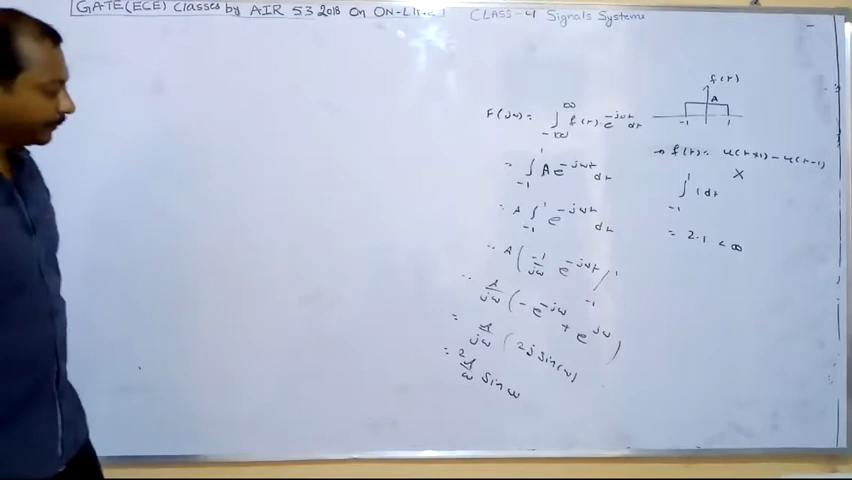 GATE(ECE) Classes by AIR 53 2018 on ON-LINE CLASS-4 Signals Systems
F(jω) = ∫_{-∞}^{∞} f(t) · e^{-jωt} dt
= ∫_{-1}^{1} A e^{-jωt} dt
= A ∫_{-1}^{1} e^{-jωt} dt
= A ( -1/jω e^{-jωt} /_{-1}^{1}
= A/jω ( - e^{-jω} + e^{jω} )
= A/jω ( 2j sin(ω) )
= 2A/ω Sin ω
f(t)
A
-1 1
→ f(t) = u(t+1) - u(t-1)
X
∫_{-1}^{1} 1 dt
= 2·1 < ∞